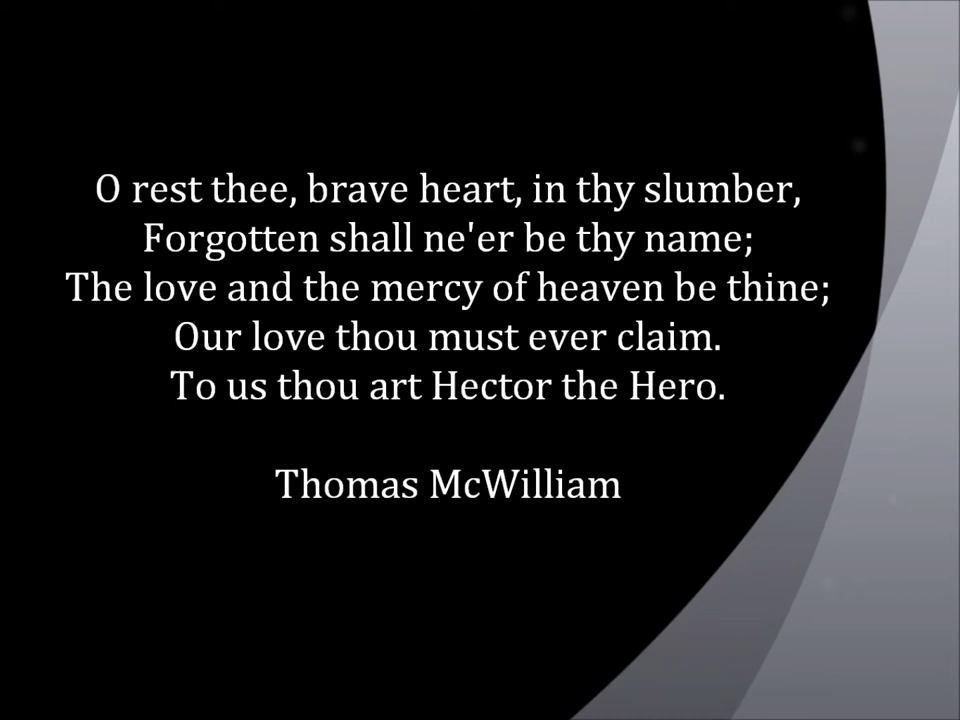 O rest thee, brave heart, in thy slumber,
Forgotten shall ne'er be thy name;
The love and the mercy of heaven be thine;
Our love thou must ever claim.
To us thou art Hector the Hero.
Thomas McWilliam